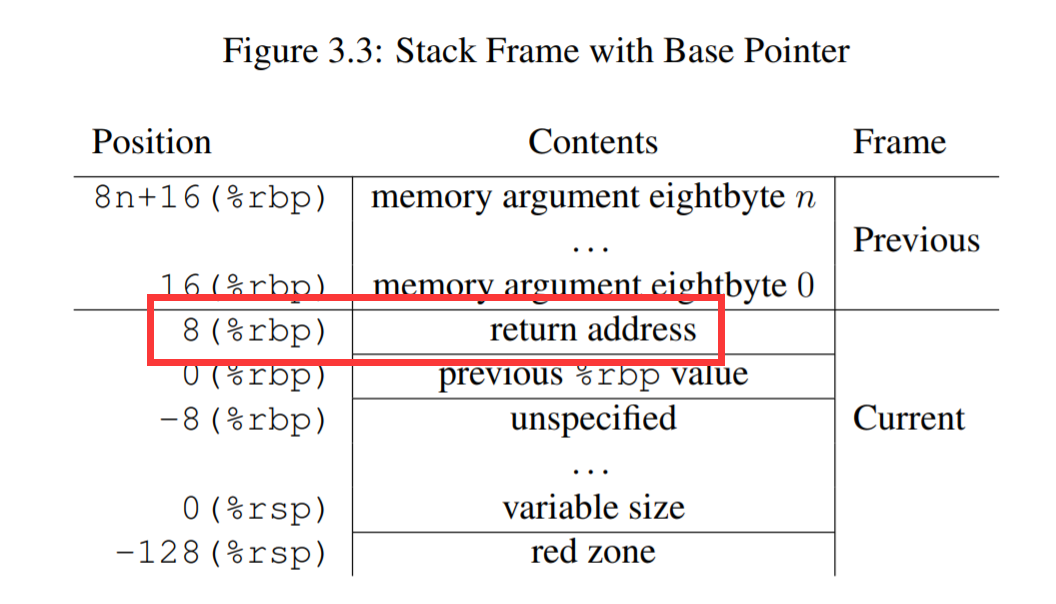 Figure 3.3: Stack Frame with Base Pointer
Position Contents Frame
8n+16(%rbp) memory argument eightbyte n
... Previous
16(%rbp) memory argument eightbyte 0
8(%rbp) return address
0(%rbp) previous %rbp value
-8(%rbp) unspecified Current
...
0(%rsp) variable size
-128(%rsp) red zone